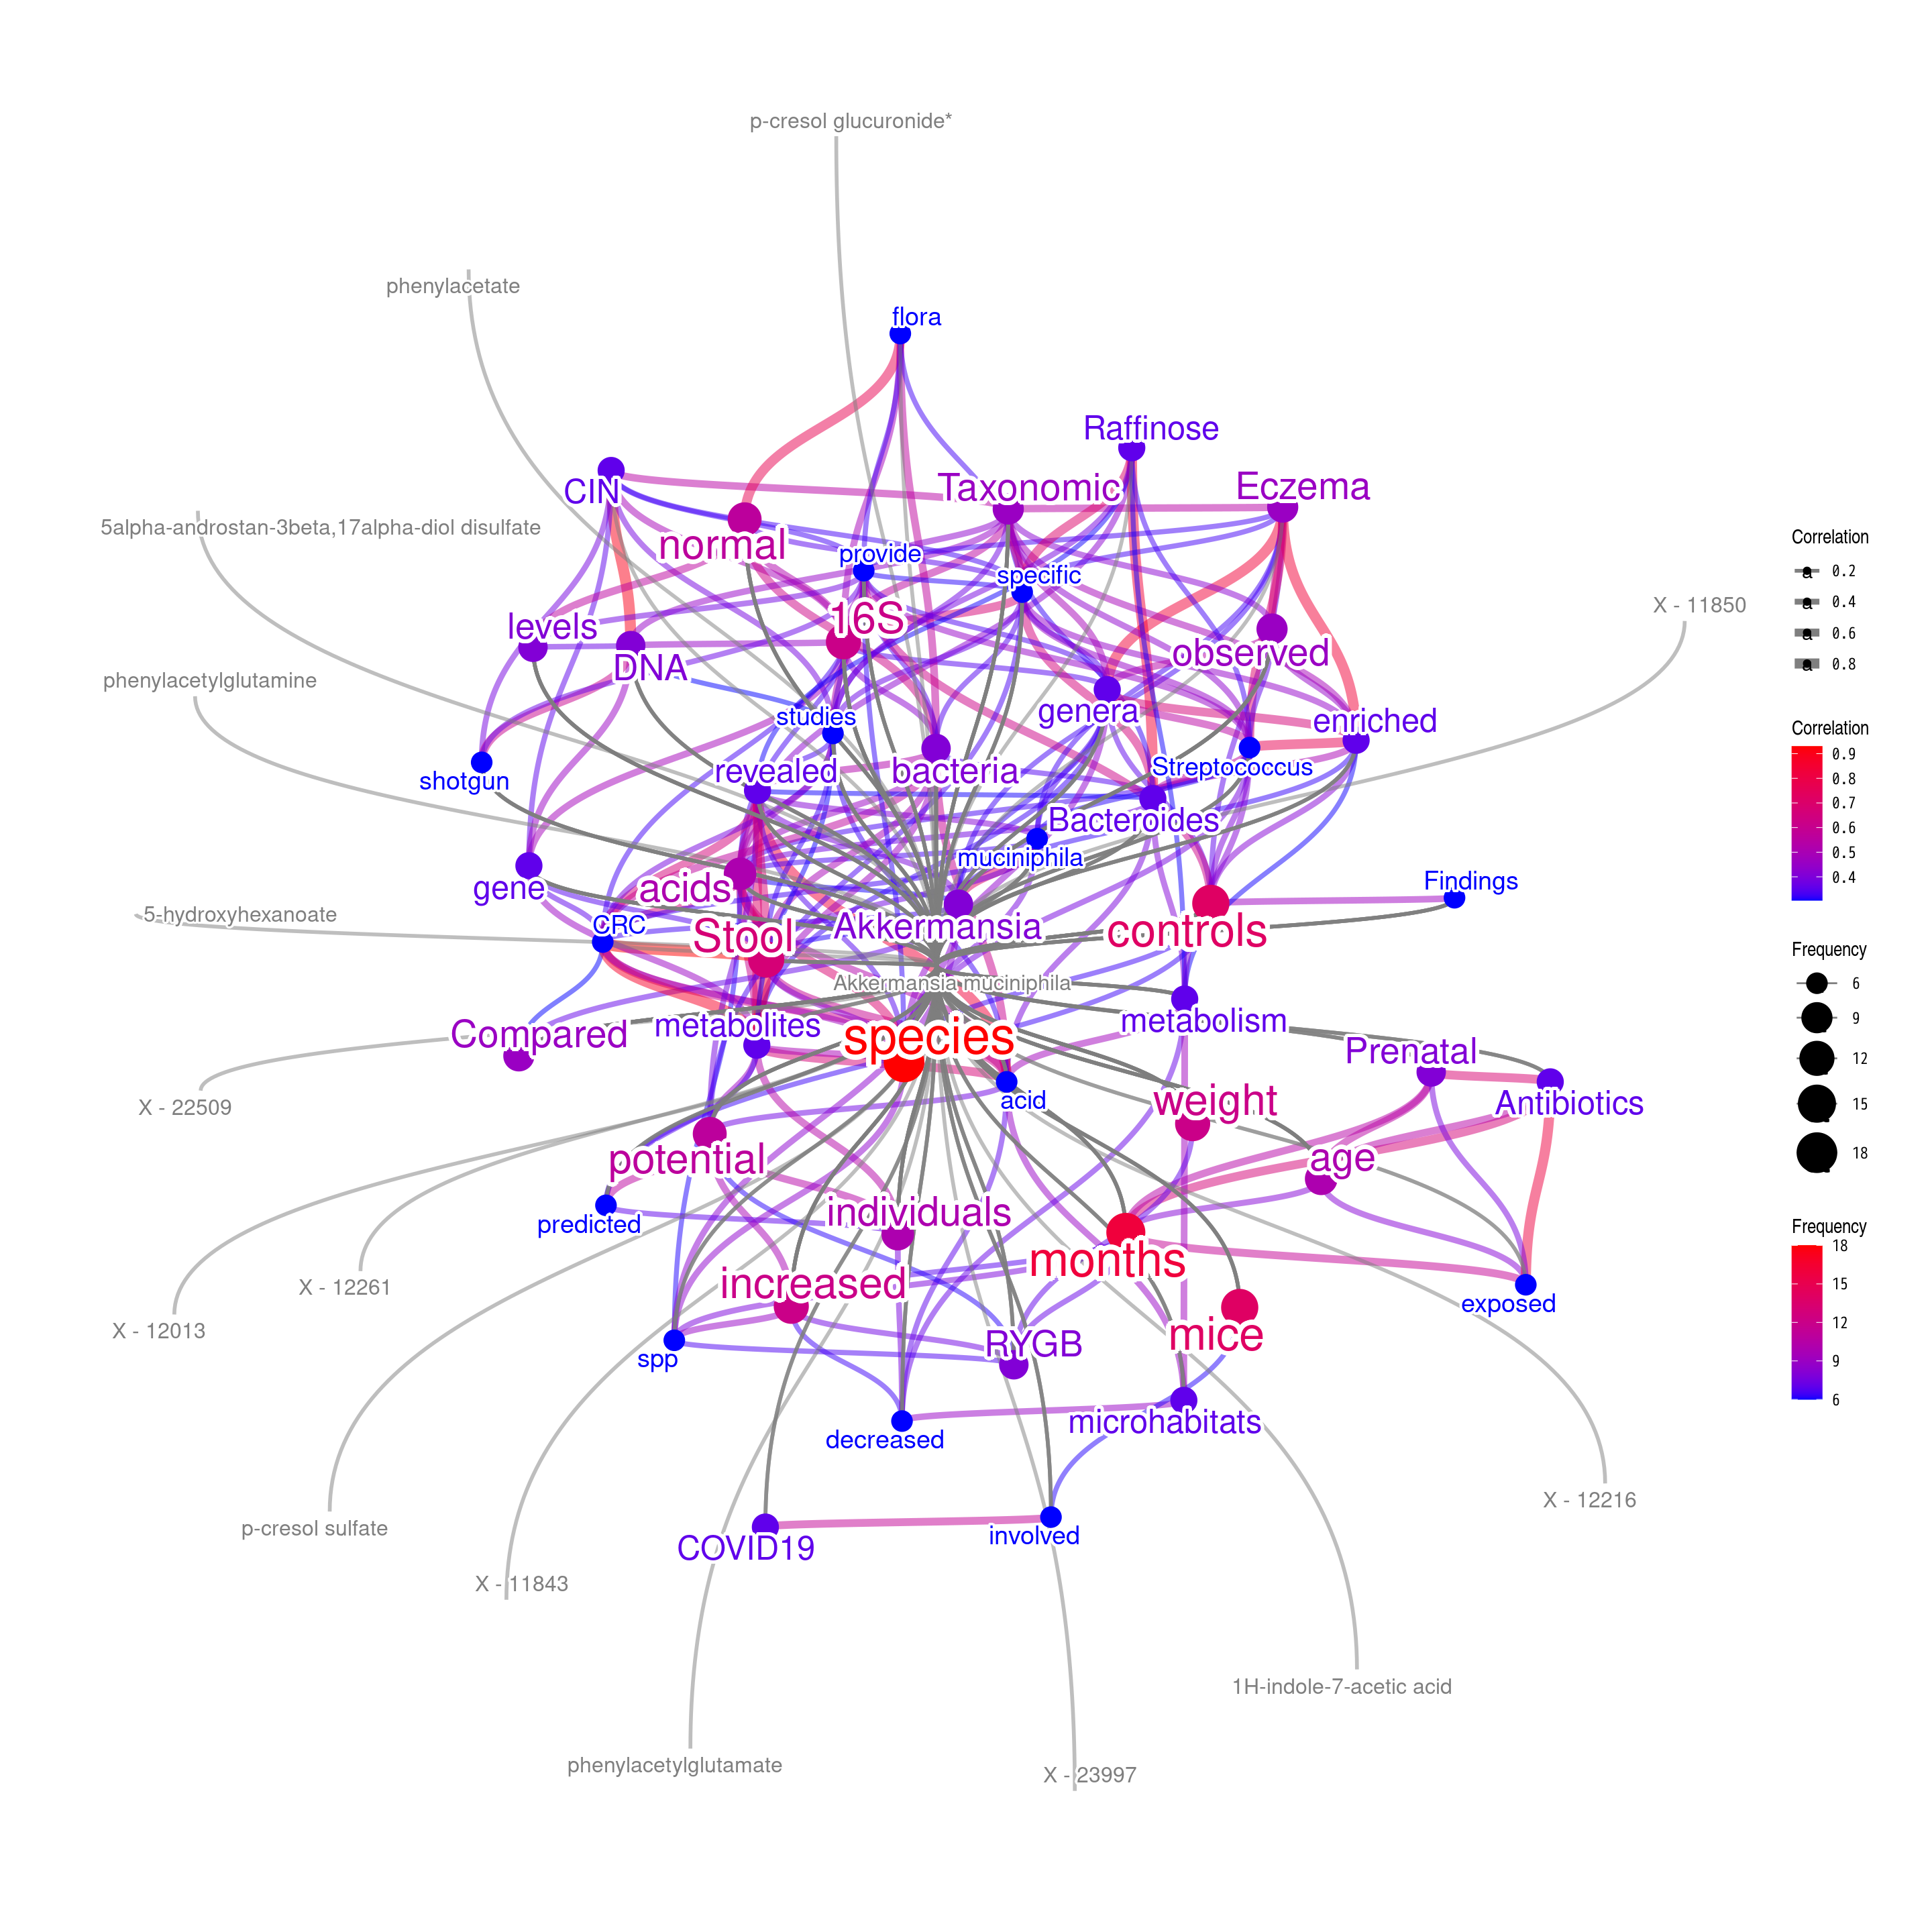 p-cresol glucuronide*
phenylacetate
flora
Raffinose
CIN
Taxonomic
Eczema
5alpha-androstan-3beta,17alpha-diol disulfate
normal
provide
specific
X - 11850
levels
16S
DNA
observed
phenylacetylglutamine
studies
genera
enriched
shotgun
revealed
bacteria
Streptococcus
Bacteroides
muciniphila
gene
acids
Findings
5-hydroxyhexanoate
CRC
Stool
Akkermansia
controls
Akkermansia muciniphila
Compared
metabolites
species
metabolism
Prenatal
X - 22509
acid
weight
Antibiotics
potential
age
predicted
individuals
X - 12261
increased
months
exposed
X - 12013
spp
RYGB
mice
decreased
microhabitats
X - 12216
p-cresol sulfate
COVID19
involved
X - 11843
1H-indole-7-acetic acid
phenylacetylglutamate
X - 23997
Correlation
a 0.2
a 0.4
a 0.6
a 0.8
Correlation
0.9
0.8
0.7
0.6
0.5
0.4
Frequency
6
9
12
15
18
Frequency
18
15
12
9
6